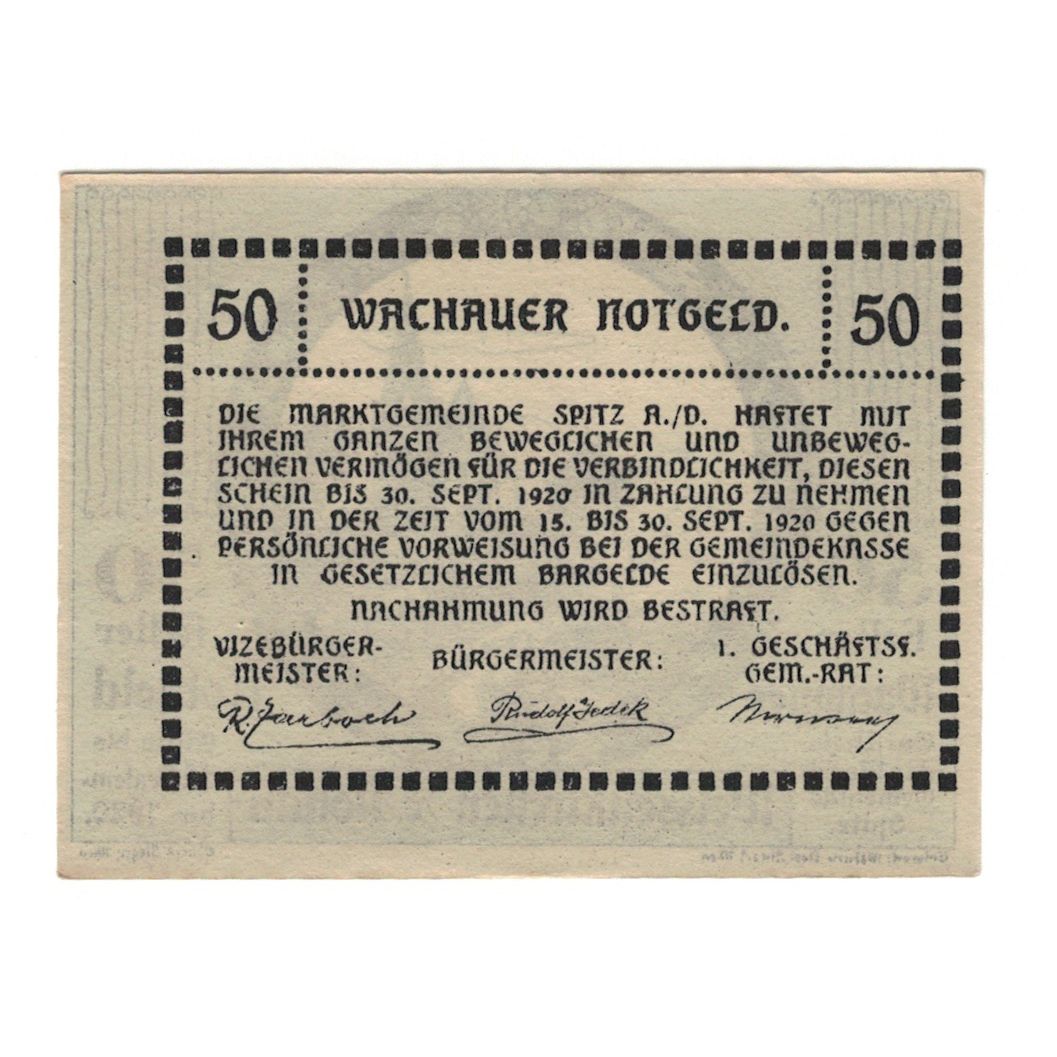 50 WACHAUER NOTGELD. 50
DIE MARKTGEMEINDE SPITZ A./D. HAFTET MIT
IHREM GANZEN BEWEGLICHEN UND UNBEWEG-
LICHEN VERMÖGEN FÜR DIE VERBINDLICHKEIT, DIESEN
SCHEIN BIS 30. SEPT. 1920 IN ZAHLUNG ZU NEHMEN
UND IN DER ZEIT VOM 15. BIS 30. SEPT. 1920 GEGEN
PERSÖNLICHE VORWEISUNG BEI DER GEMEINDEKASSE
IN GESETZLICHEM BARGELDE EINZULÖSEN.
NACHAHMUNG WIRD BESTRAFT.
VIZEBÜRGER-
MEISTER:
BÜRGERMEISTER:
1. GESCHÄFTSF.
GEM.-RAT:
Rudolf Jedek